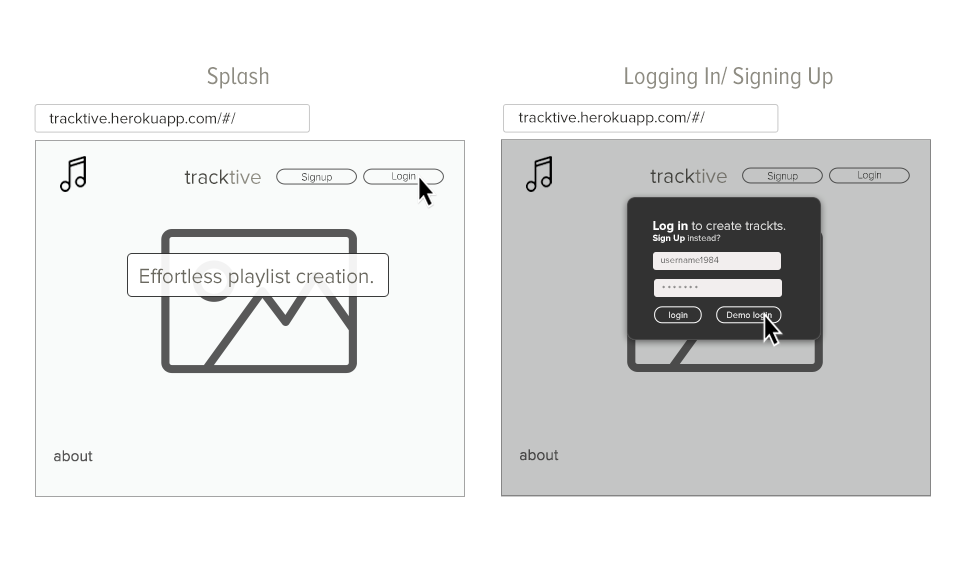 Splash
tracktive.herokuapp.com/#/
tracktive
Signup
Login
Effortless playlist creation.
about
Logging In/ Signing Up
tracktive.herokuapp.com/#/
tracktive
Signup
Login
Log in to create trackts.
Sign Up instead?
username1984
•••••••
login
Demo login
about